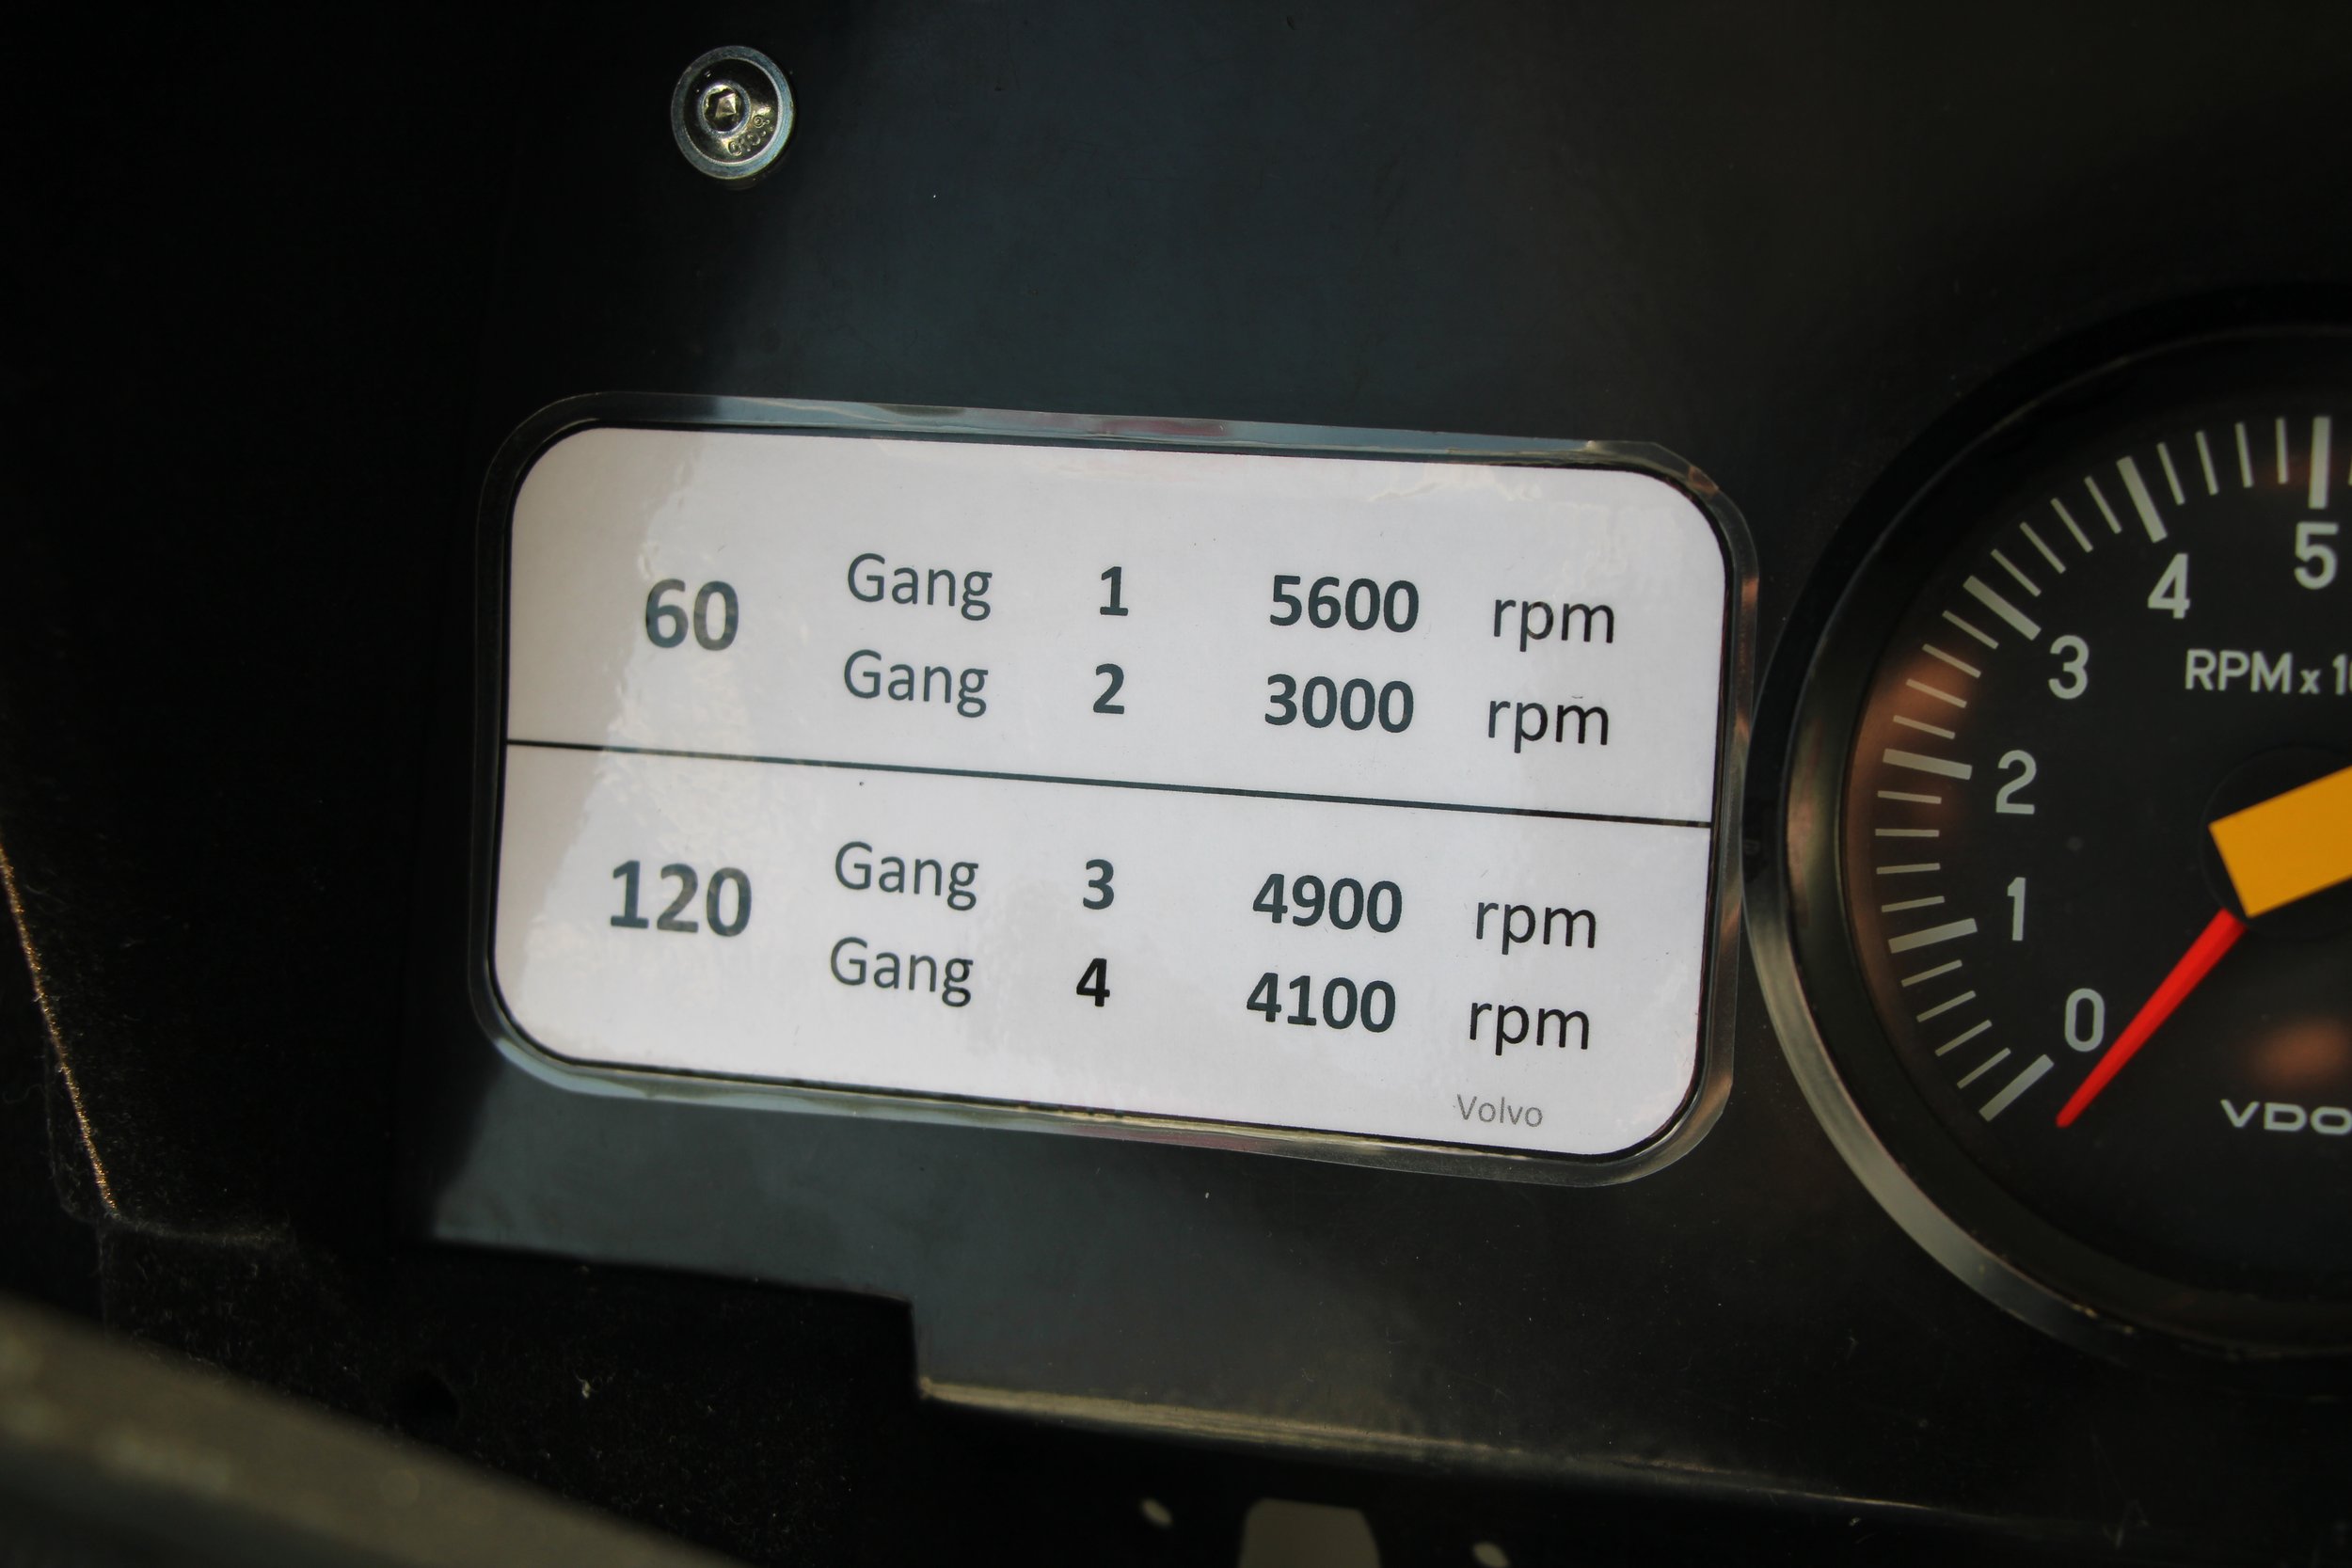 60 Gang 1 5600 rpm
Gang 2 3000 rpm
120 Gang 3 4900 rpm
Gang 4 4100 rpm
Volvo
5
4
3
RPM x
2
1
0
VDO